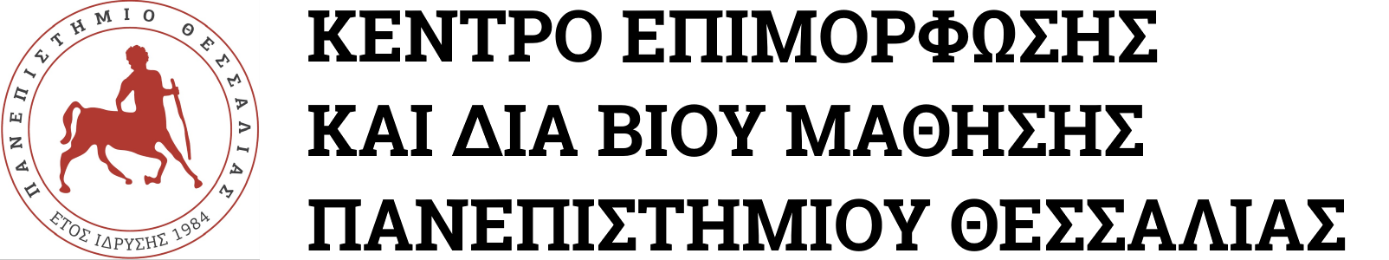 ΠΑΝΕΠΙΣΤΗΜΙΟ ΘΕΣΣΑΛΙΑΣ
ΕΤΟΣ ΙΔΡΥΣΗΣ 1984
ΚΕΝΤΡΟ ΕΠΙΜΟΡΦΩΣΗΣ
ΚΑΙ ΔΙΑ ΒΙΟΥ ΜΑΘΗΣΗΣ
ΠΑΝΕΠΙΣΤΗΜΙΟΥ ΘΕΣΣΑΛΙΑΣ